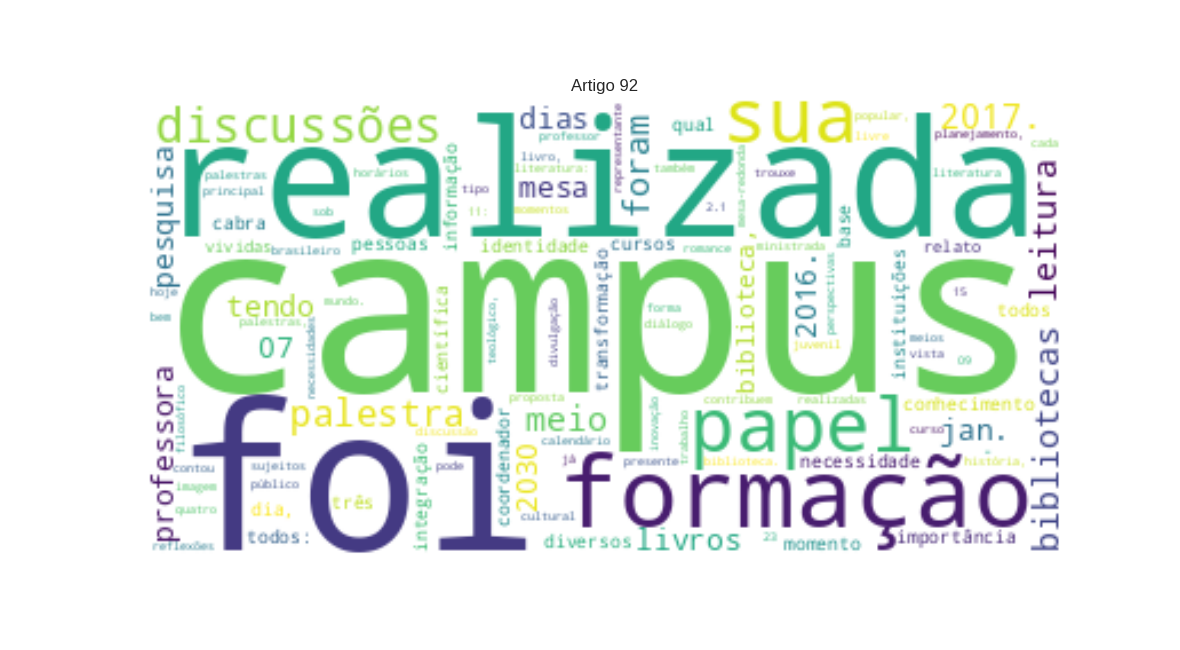 Artigo 92
discussões
realizada
dias
professor
representante
foram
qual
sua
popular,
livre
2017.
planejamento,
cada
pesquisa
palestras
principal
horários
informação
tipo
livro,
literatura:
mesa
momentos
11:
também
2.1
mesa-redonda
trouxe
literatura
leitura
sob
cabra
vividas
brasileiro
pessoas
identidade
cursos
romance
ministrada
base
relato
campus
hoje
bem
tendo
mundo.
palestras,
07
necessidades
científica
teológico,
divulgação
transformação
forma
diálogo
biblioteca,
2016.
perspectivas
juvenil
instituições
15
todos
meios
vista
09
bibliotecas
professora
filosófico
foi
palestra
discussão
coordenador
proposta
meio
calendário
já
inovação
trabalho
contribuem
realizadas
papel
conhecimento
curso
jan.
contou
imagem
quatro
reflexões
sujeitos
público
dia,
todos:
três
pode
integração
2030
cultural
formação
presente
biblioteca.
necessidade
história,
diversos
livros
23
momento
importância